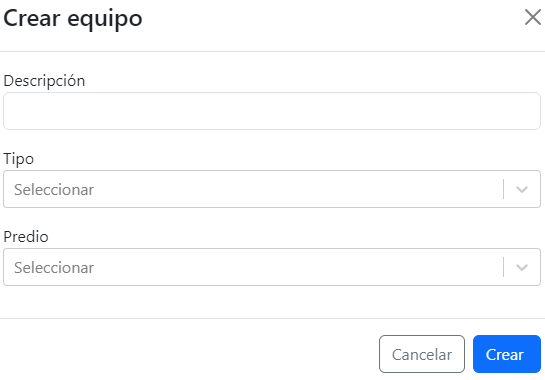 Crear equipo
Descripción
Tipo
Seleccionar
Predio
Seleccionar
Cancelar
Crear